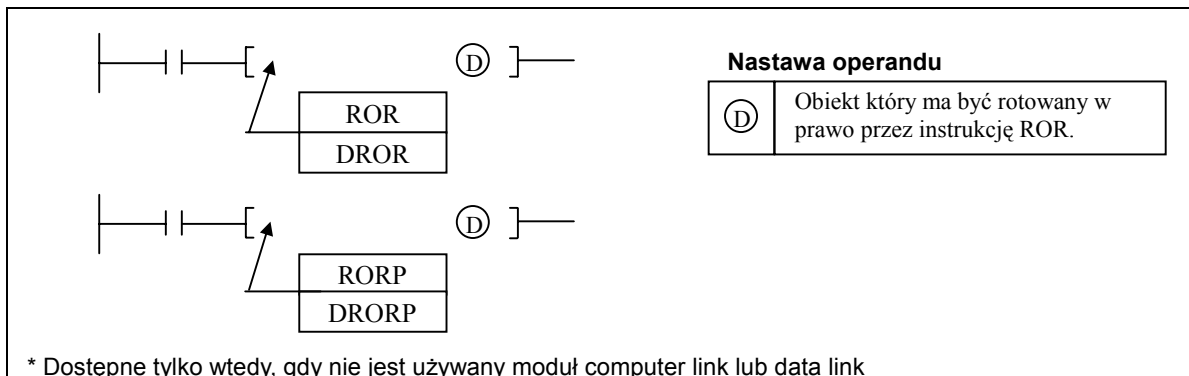 D
ROR
DROR
D
RORP
DRORP
Nastawa operandu
D
Obiekt który ma być rotowany w
prawo przez instrukcję ROR.
* Dostępne tylko wtedy, gdy nie jest używany moduł computer link lub data link